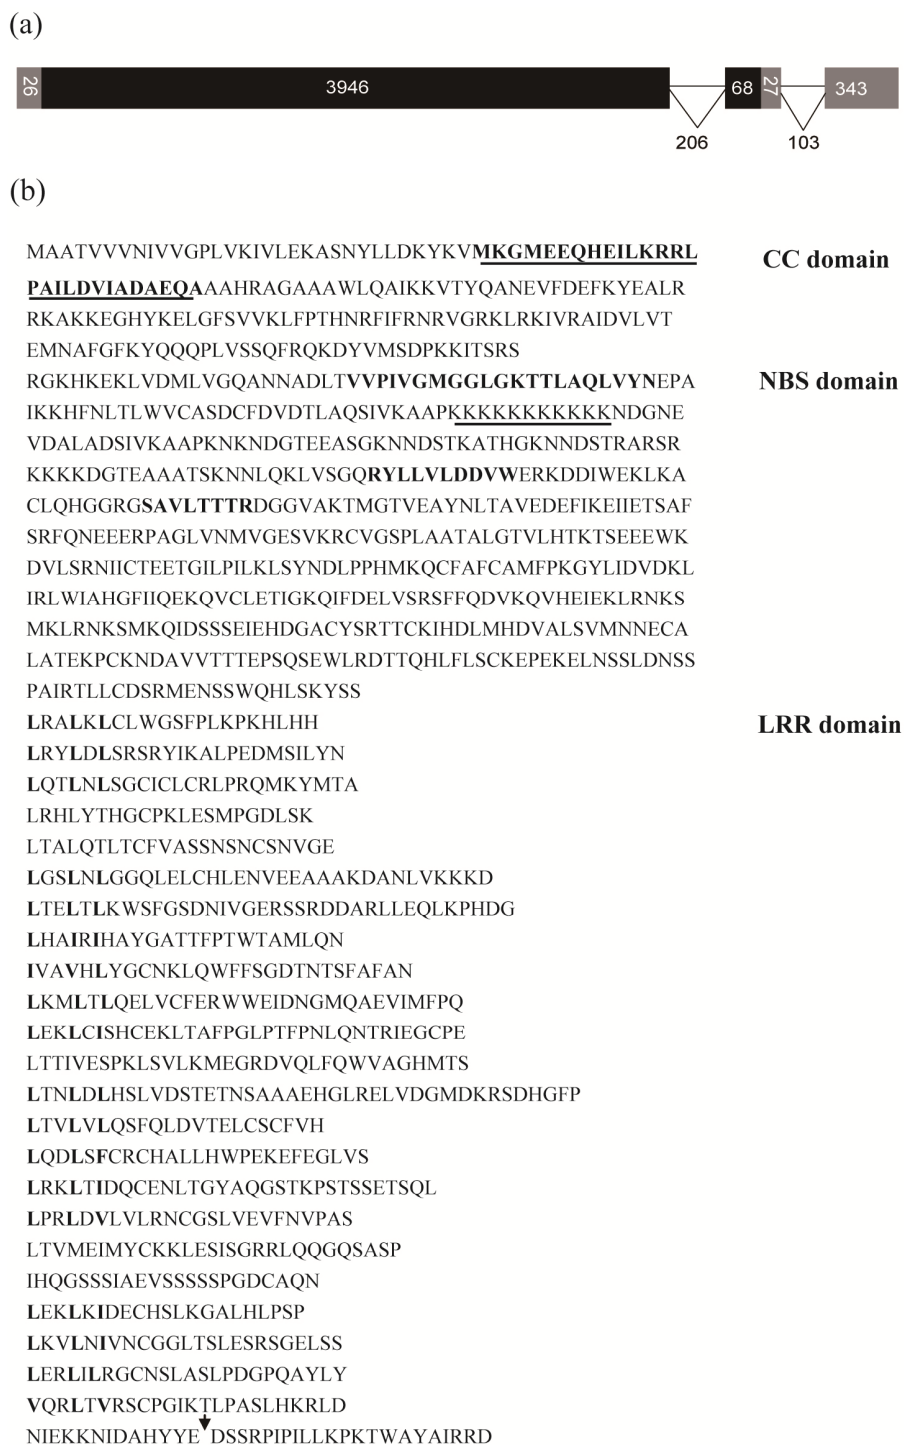 (a)
26 3946 68 27 343
206 103
(b)
MAATVVVNIVVGPLVKIVLEKASNYLLDKYKVMKGMEEQHEILKRRL CC domain
PAILDVIADAEQAAAHRAGAAAWLQAIKKVTYQANEVFDEFKYEALR
RKAKKEGHYKELGFSVVKLFPTHNRFIFRNRVGRKLRKIVRAIDVLVT
EMNAFGFKYQQQPLVSSQFRQKDYVMSDPKKITSRS
RGKHKEKLVDMLVGQANNADLTVVPIVGMGGLGKTTLAQLVYNEPA NBS domain
IKKHFNLTLWVCASDCFDVDTLAQSIVKAAPKKKKKKKKKKKNDGNE
VDALADSIVKAAPKNKNDGTEEASGKNNDSTKATHGKNNDSTRARSR
KKKKDGTEAAATSKNNLQKLVSGQRYLLVLDDVWERKDDIWEKLKA
CLQHGGRGSAVLTTTRDGGVAKTMGTVEAYNLTAVEDEFIKEIIETSAF
SRFQNEEERPAGLVNMVGESVKRCVGSPLAATALGTVLHTKTSEEEWK
DVLSRNIICTEETGILPILKLSYNDLPPHMKQCFAFCAMFPKGYLIDVDKL
IRLWIAHGFIIQEKQVCLETIGKQIFDELVSRSFFQDVKQVHEIEKLRNKS
MKLRNKSMKQIDSSSEIEHDGACYSRTTCKIHDLMHDVALSVMNNECA
LATEKPCKNDAVVTTTEPSQSEWLRDTTQHLFLSCKEPEKELNSSLDNSS
PAIRTLLCDSRMENSSWQHLSKYSS
LRALKLCLWGSFPLKPKHLHH LRR domain
LRYLDLSRSRYIKALPEDMSILYN
LQTLNLSGCICLCRLPRQMKYMTA
LRHLYTHGCPKLESMPGDLSK
LTALQTLTCFVASSNSNCSNVGE
LGSLNLGGQLELCHLENVEEAAAKDANLVKKKD
LTELTLKWSFGSDNIVGERSSRDDARLLEQLKPHDG
LHAIRIHAYGATTFPTWTAMLQN
IVAVHLYGCNKLQWFFSGDTNTSFAFAN
LKMLTLQELVCFERWWEIDNGMQAEVIMFPQ
LEKLCISHCEKLTAFPGLPTFPNLQNTRIEGCPE
LTTIVESPKLSVLKMEGRDVQLFQWVAGHMTS
LTNLDLHSLVDSTETNSAAAEHGLRELVDGMDKRSDHGFP
LTVLVLQSFQLDVTELCSCFVH
LQDLSFCRCHALLHWPEKEFEGLVS
LRKLTIDQCENLTGYAQGSTKPSTSSETSQL
LPRLDVLVLRNCGSLVEVFNVPAS
LTVMEIMYCKKLESISGRRLQQGQSASP
IHQGSSSIAEVSSSSSPGDCAQN
LEKLKIDECHSLKGALHLPSP
LKVLNIVNCGGLTSLESRSGELSS
LERLILRGCNSLASLPDGPQAYLY
VQRLTVRSCPGIKTLPASLHKRLD
NIEKKNIDAHYYE DSSRPIPILLKPKTWAYAIRRD